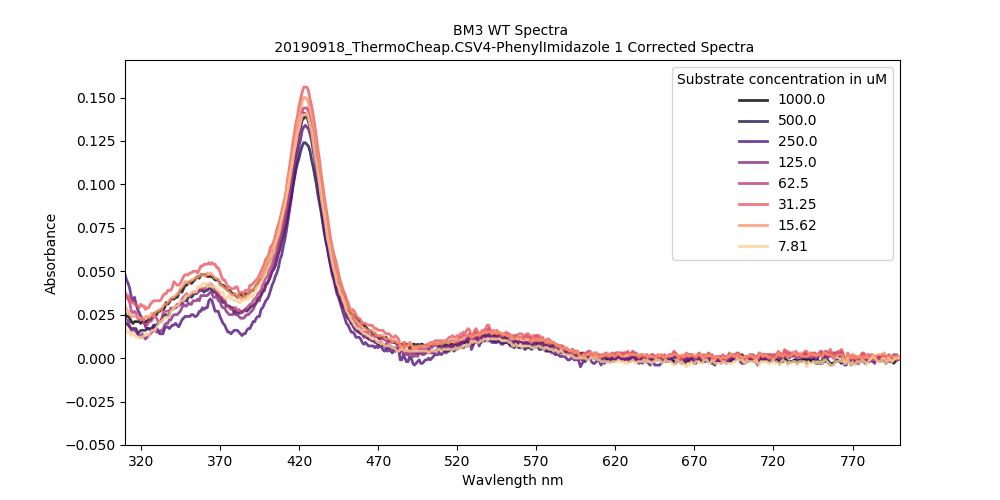 BM3 WT Spectra
20190918_ThermoCheap.CSV4-PhenylImidazole 1 Corrected Spectra
Substrate concentration in uM
1000.0
500.0
250.0
125.0
62.5
31.25
15.62
7.81
Absorbance
0.150
0.125
0.100
0.075
0.050
0.025
0.000
−0.025
−0.050
320 370 420 470 520 570 620 670 720 770
Wavlength nm